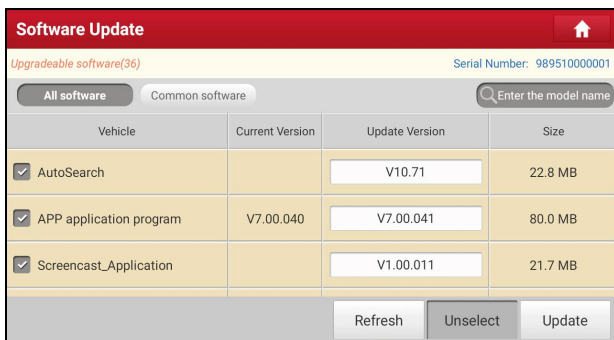 Software Update
Upgradeable software(36) Serial Number: 989510000001
All software Common software Enter the model name
Vehicle Current Version Update Version Size
AutoSearch V10.71 22.8 MB
APP application program V7.00.040 V7.00.041 80.0 MB
Screencast_Application V1.00.011 21.7 MB
Refresh Unselect Update